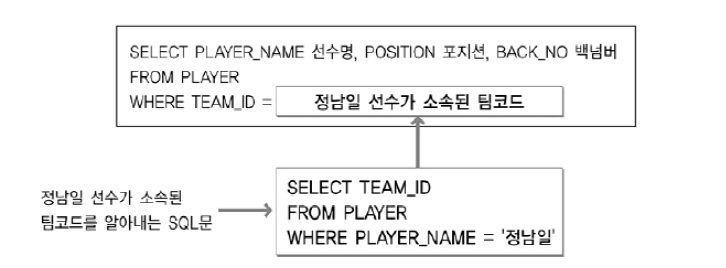 SELECT PLAYER_NAME 선수명, POSITION 포지션, BACK_NO 백넘버
FROM PLAYER
WHERE TEAM_ID = 정남일 선수가 소속된 팀코드
정남일 선수가 소속된
팀코드를 알아내는 SQL문
SELECT TEAM_ID
FROM PLAYER
WHERE PLAYER_NAME = '정남일'